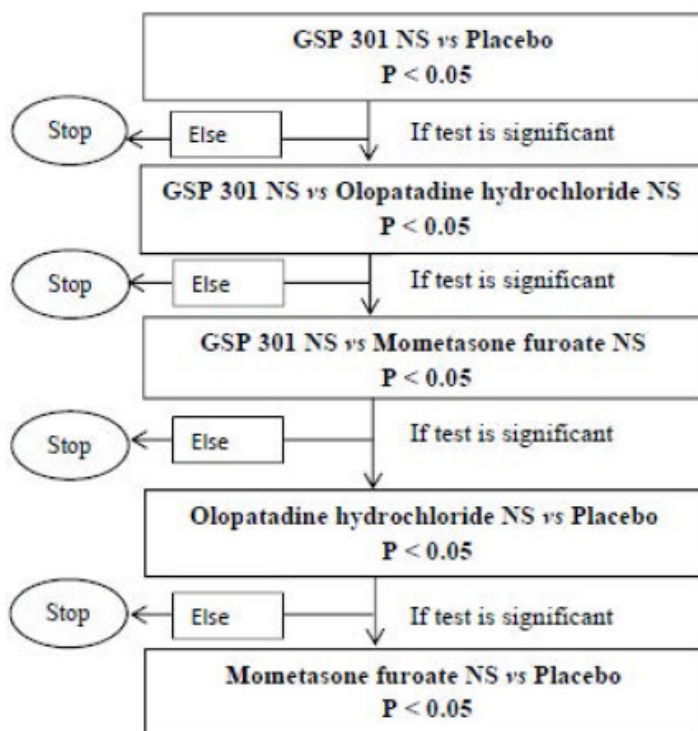 GSP 301 NS vs Placebo
P < 0.05
Stop
Else
If test is significant
GSP 301 NS vs Olopatadine hydrochloride NS
P < 0.05
Stop
Else
If test is significant
GSP 301 NS vs Mometasone furoate NS
P < 0.05
Stop
Else
If test is significant
Olopatadine hydrochloride NS vs Placebo
P < 0.05
Stop
Else
If test is significant
Mometasone furoate NS vs Placebo
P < 0.05